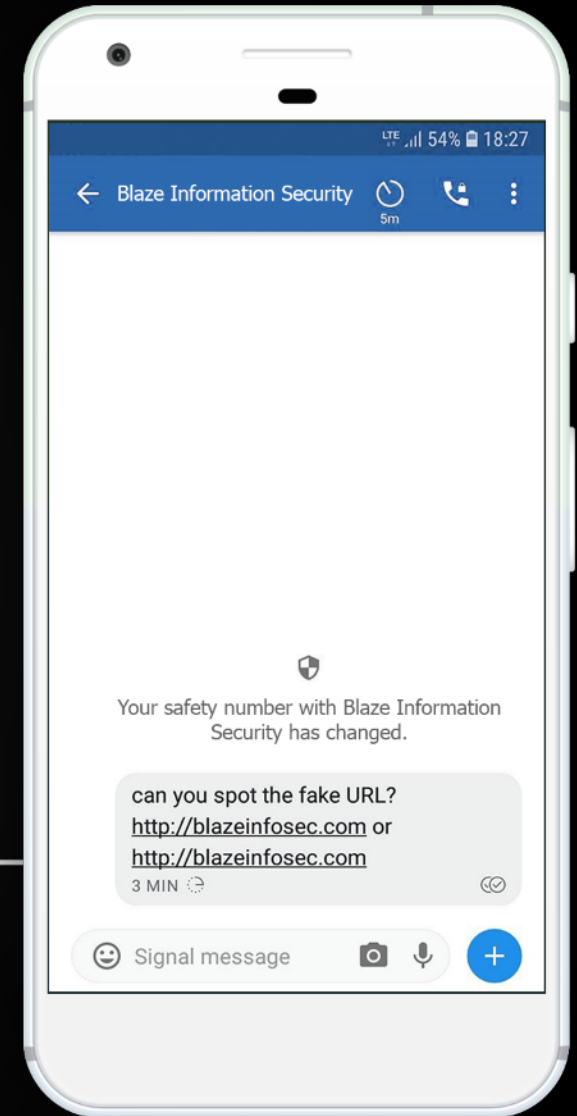 LTE 54% 18:27
Blaze Information Security
5m
Your safety number with Blaze Information
Security has changed.
can you spot the fake URL?
http://blazeinfosec.com or
http://blazeinfosec.com
3 MIN
Signal message